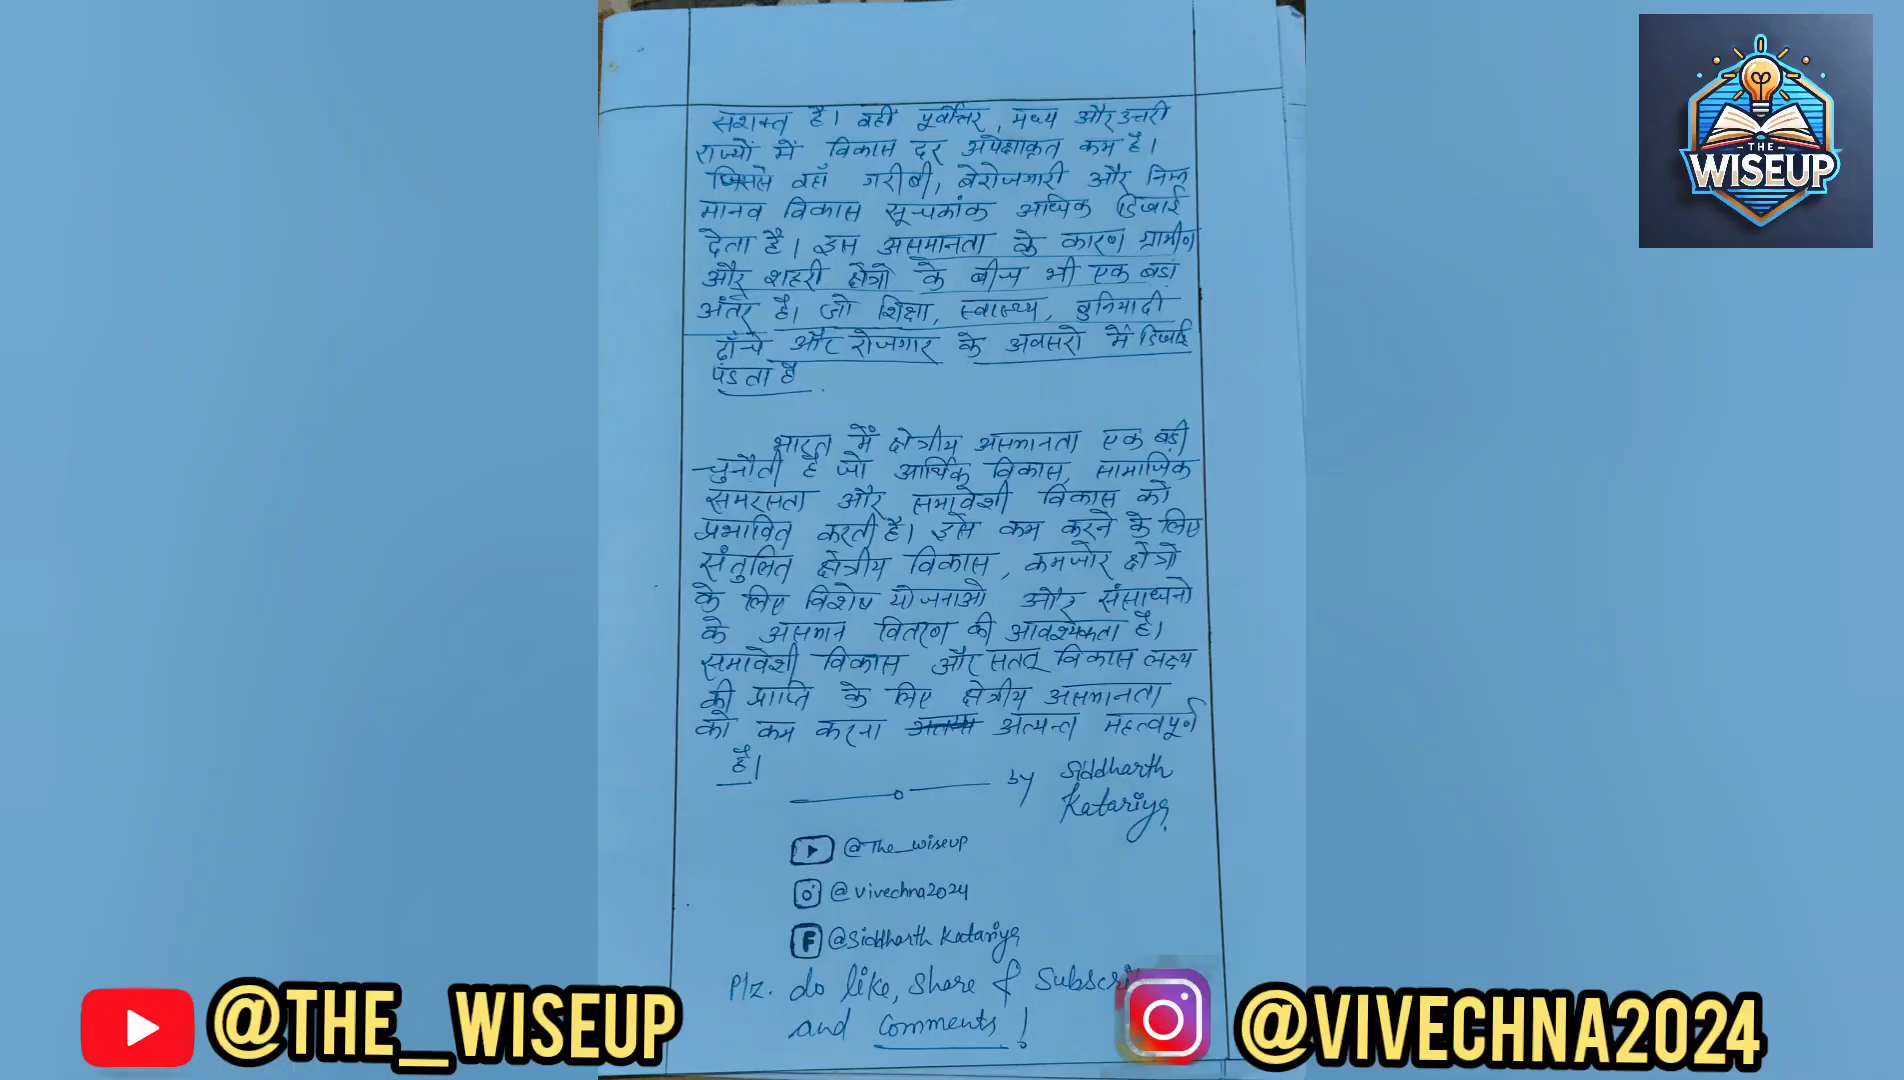 सशक्त है। वहीं पूर्वोत्तर, मध्य और उत्तरी
राज्यों में विकास दर अपेक्षाकृत कम है।
जिससे वहाँ गरीबी, बेरोजगारी और निम्न
मानव विकास सूचकांक अधिक दिखाई
देता है। इस असमानता के कारण ग्रामीण
और शहरी क्षेत्रो के बीच भी एक बड़ा
अंतर है। जो शिक्षा, स्वास्थ्य, बुनियादी
ढाँचे और रोजगार के अवसरो में दिखाई
पडता है
भारत में क्षेत्रीय असमानता एक बड़ी
चुनौती है जो आर्थिक विकास, सामाजिक
समरसता और समावेशी विकास को
प्रभावित करती है। इसे कम करने के लिए
संतुलित क्षेत्रीय विकास, कमजोर क्षेत्रो
के लिए विशेष योजनाओ और संसाधनो
के असमान वितरण की आवश्यकता है।
समावेशी विकास और सतत् विकास लक्ष्य
की प्राप्ति के लिए क्षेत्रीय असमानता
को कम करना अत्यन्त महत्वपूर्ण
है।
by Siddharth
Katariya
@The_wiseup
@vivechna2024
@Siddharth Katariya
Plz. do like, share & subscri
and comments!
THE
WISEUP
@THE_WISEUP
@VIVECHNA2024